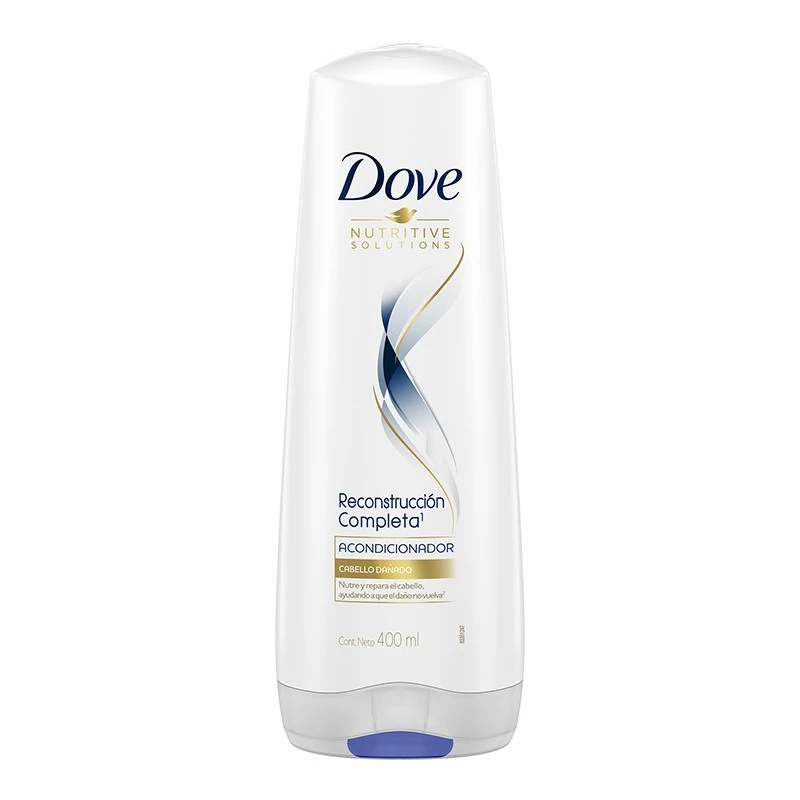 Dove
NUTRITIVE
SOLUTIONS
Reconstrucción
Completa¹
ACONDICIONADOR
CABELLO DAÑADO
Nutre y repara el cabello,
ayudando a que el daño no vuelva²
Cont. Neto 400 ml